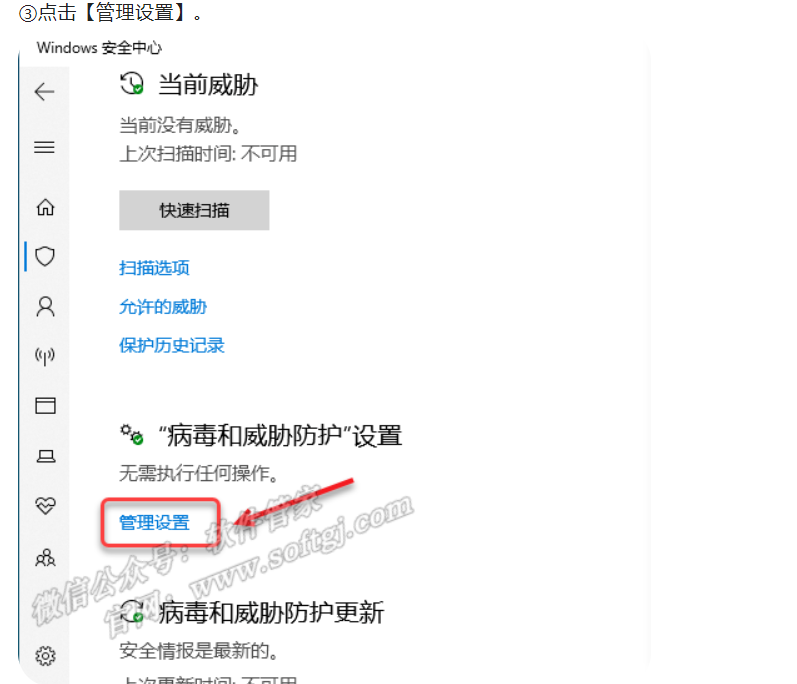 ③点击【管理设置】。
Windows 安全中心
当前威胁
当前没有威胁。
上次扫描时间: 不可用
快速扫描
扫描选项
允许的威胁
保护历史记录
“病毒和威胁防护”设置
无需执行任何操作。
管理设置
微信公众号：软件管家
官网：www.softgj.com
病毒和威胁防护更新
安全情报是最新的。
上次更新时间: 不可用